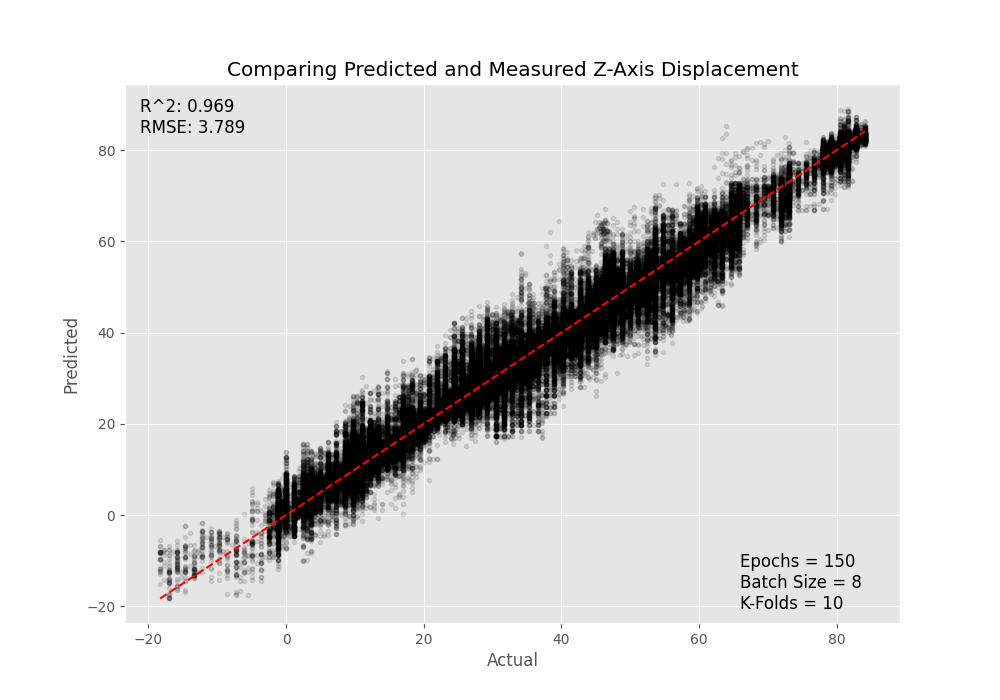 Comparing Predicted and Measured Z-Axis Displacement
R^2: 0.969
RMSE: 3.789
80
60
40
20
0
−20
Predicted
Epochs = 150
Batch Size = 8
K-Folds = 10
−20 0 20 40 60 80
Actual